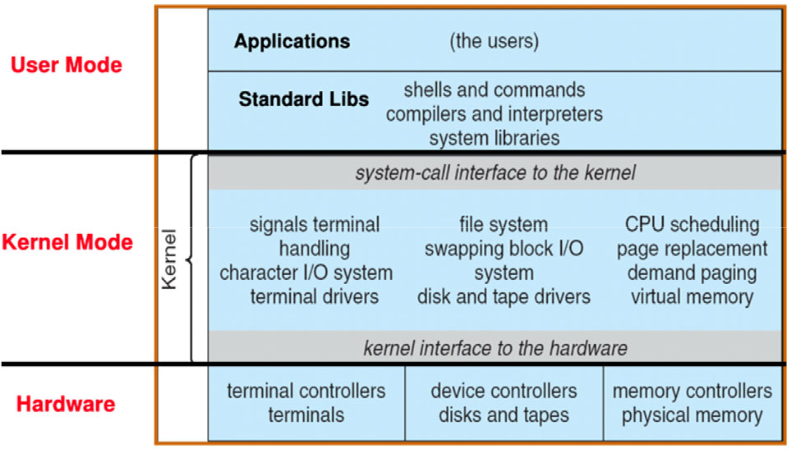 User Mode
Applications (the users)
Standard Libs
shells and commands
compilers and interpreters
system libraries
Kernel Mode
Kernel
system-call interface to the kernel
signals terminal
handling
character I/O system
terminal drivers
file system
swapping block I/O
system
disk and tape drivers
CPU scheduling
page replacement
demand paging
virtual memory
kernel interface to the hardware
Hardware
terminal controllers
terminals
device controllers
disks and tapes
memory controllers
physical memory